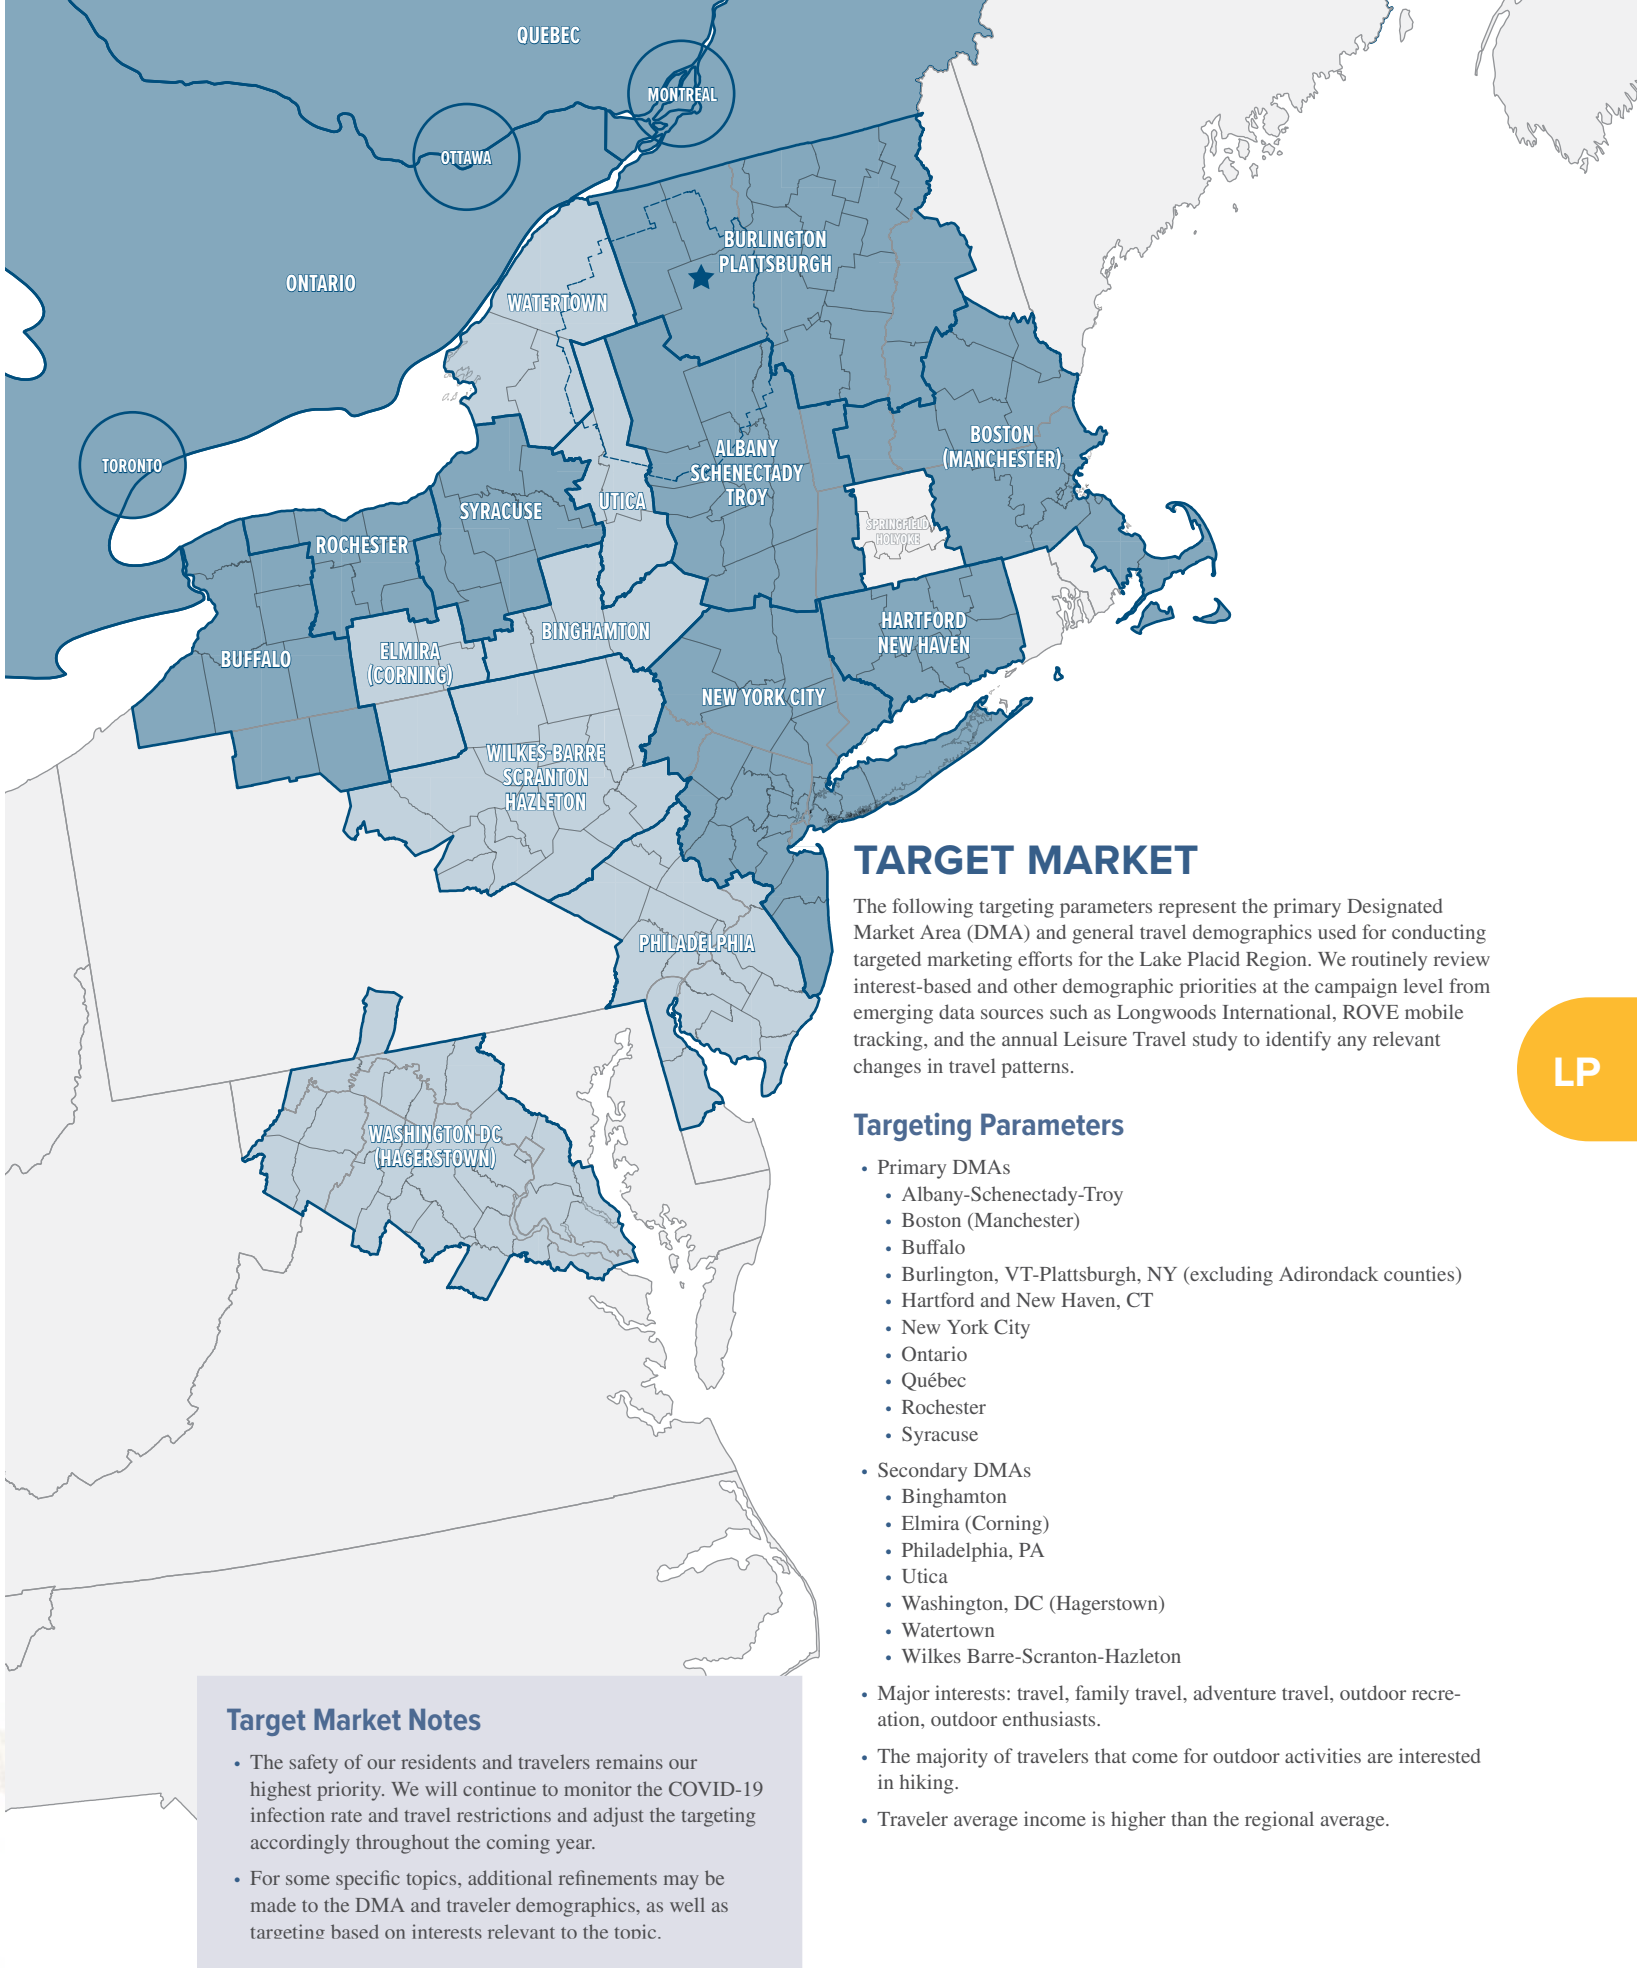 QUEBEC
MONTREAL
OTTAWA
BURLINGTON
PLATTSBURGH
ONTARIO
WATERTOWN
TORONTO
ALBANY
SCHENECTADY
TROY
BOSTON
(MANCHESTER)
SYRACUSE
UTICA
SPRINGFIELD
HOLYOKE
ROCHESTER
HARTFORD
NEW HAVEN
BINGHAMTON
BUFFALO
ELMIRA
(CORNING)
NEW YORK CITY
WILKES-BARRE
SCRANTON
HAZLETON
PHILADELPHIA
WASHINGTON DC
(HAGERSTOWN)
TARGET MARKET
The following targeting parameters represent the primary Designated
Market Area (DMA) and general travel demographics used for conducting
targeted marketing efforts for the Lake Placid Region. We routinely review
interest-based and other demographic priorities at the campaign level from
emerging data sources such as Longwoods International, ROVE mobile
tracking, and the annual Leisure Travel study to identify any relevant
changes in travel patterns.
LP
Targeting Parameters
• Primary DMAs
• Albany-Schenectady-Troy
• Boston (Manchester)
• Buffalo
• Burlington, VT-Plattsburgh, NY (excluding Adirondack counties)
• Hartford and New Haven, CT
• New York City
• Ontario
• Québec
• Rochester
• Syracuse
• Secondary DMAs
• Binghamton
• Elmira (Corning)
• Philadelphia, PA
• Utica
• Washington, DC (Hagerstown)
• Watertown
• Wilkes Barre-Scranton-Hazleton
• Major interests: travel, family travel, adventure travel, outdoor recre-
ation, outdoor enthusiasts.
• The majority of travelers that come for outdoor activities are interested
in hiking.
• Traveler average income is higher than the regional average.
Target Market Notes
• The safety of our residents and travelers remains our
highest priority. We will continue to monitor the COVID-19
infection rate and travel restrictions and adjust the targeting
accordingly throughout the coming year.
• For some specific topics, additional refinements may be
made to the DMA and traveler demographics, as well as
targeting based on interests relevant to the topic.